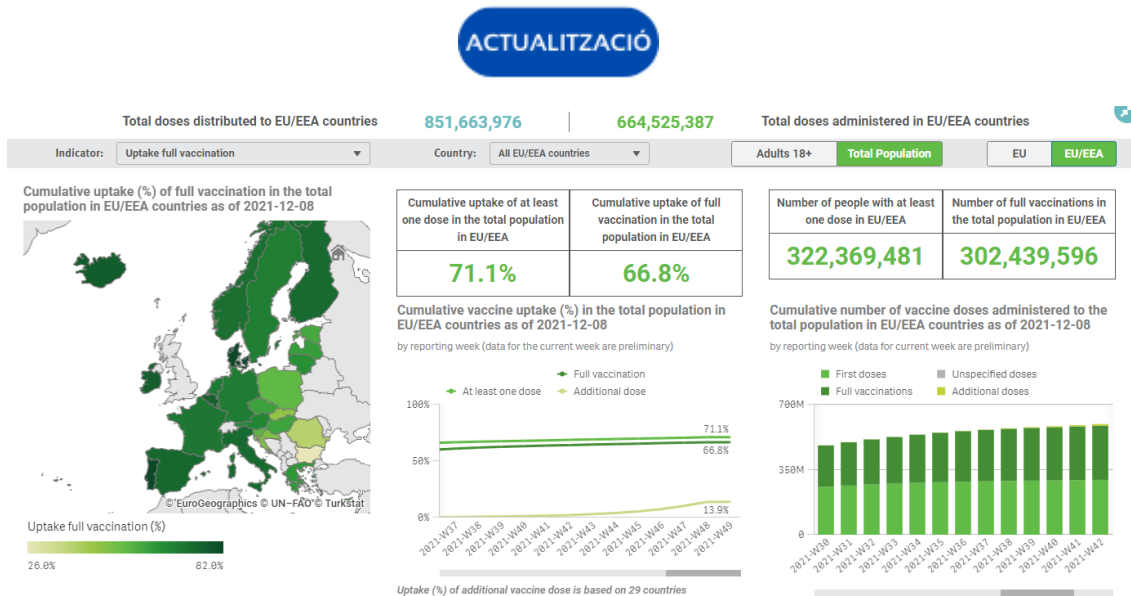 ACTUALITZACIÓ
Total doses distributed to EU/EEA countries 851,663,976 664,525,387 Total doses administered in EU/EEA countries
Indicator: Uptake full vaccination Country: All EU/EEA countries Adults 18+ Total Population EU EU/EEA
Cumulative uptake (%) of full vaccination in the total
population in EU/EEA countries as of 2021-12-08
©EuroGeographics © UN–FAO © Turkstat
Uptake full vaccination (%)
26.0% 82.0%
Cumulative uptake of at least
one dose in the total population
in EU/EEA
71.1%
Cumulative uptake of full
vaccination in the total
population in EU/EEA
66.8%
Cumulative vaccine uptake (%) in the total population in
EU/EEA countries as of 2021-12-08
by reporting week (data for the current week are preliminary)
Full vaccination
At least one dose Additional dose
100%
50%
0%
71.1%
66.8%
13.9%
2021-W37 2021-W38 2021-W39 2021-W40 2021-W41 2021-W42 2021-W43 2021-W44 2021-W45 2021-W46 2021-W47 2021-W48 2021-W49
Uptake (%) of additional vaccine dose is based on 29 countries
Number of people with at least
one dose in EU/EEA
322,369,481
Number of full vaccinations in
the total population in EU/EEA
302,439,596
Cumulative number of vaccine doses administered to the
total population in EU/EEA countries as of 2021-12-08
by reporting week (data for current week are preliminary)
First doses Unspecified doses
Full vaccinations Additional doses
700M
350M
0
2021-W30 2021-W31 2021-W32 2021-W33 2021-W34 2021-W35 2021-W36 2021-W37 2021-W38 2021-W39 2021-W40 2021-W41 2021-W42